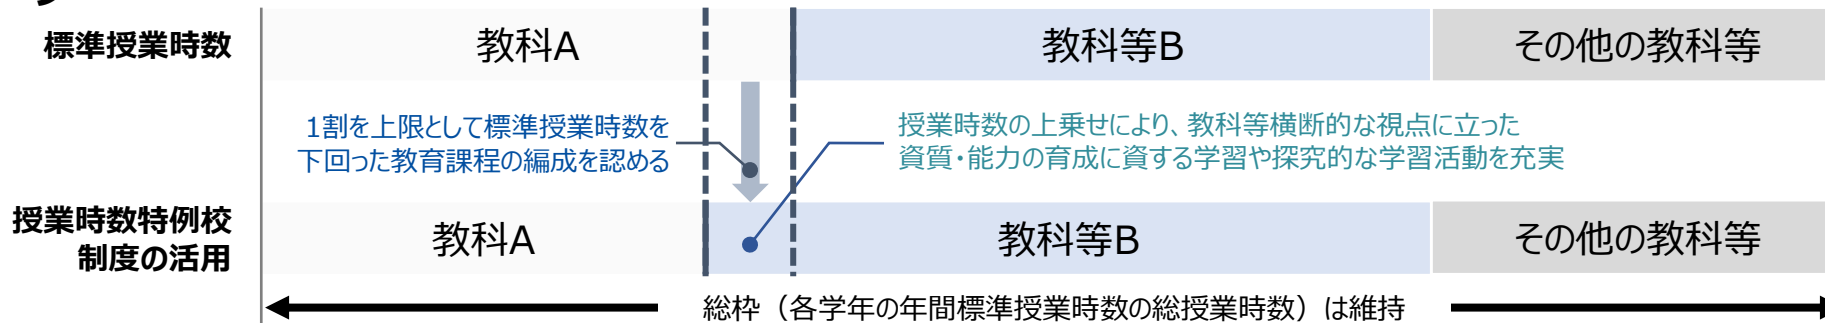 標準授業時数
教科A
教科等B
その他の教科等
1割を上限として標準授業時数を
下回った教育課程の編成を認める
授業時数の上乗せにより、教科等横断的な視点に立った
資質・能力の育成に資する学習や探究的な学習活動を充実
授業時数特例校
制度の活用
教科A
教科等B
その他の教科等
総枠（各学年の年間標準授業時数の総授業時数）は維持